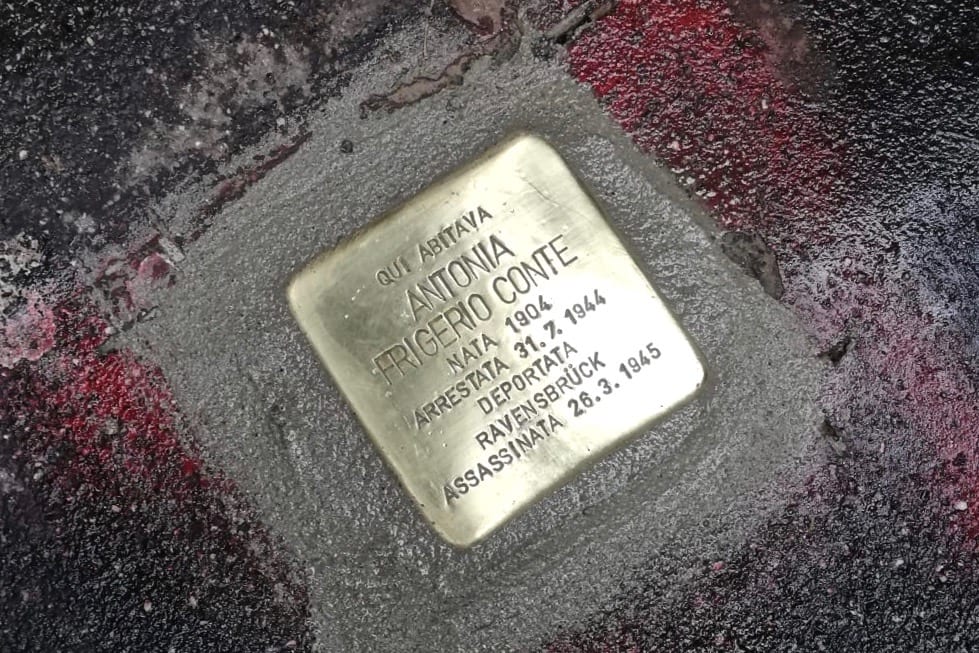 QUI ABITAVA
ANTONIA
FRIGERIO CONTE
NATA 1904
ARRESTATA 31.7.1944
DEPORTATA
RAVENSBRÜCK
ASSASSINATA 26.3.1945